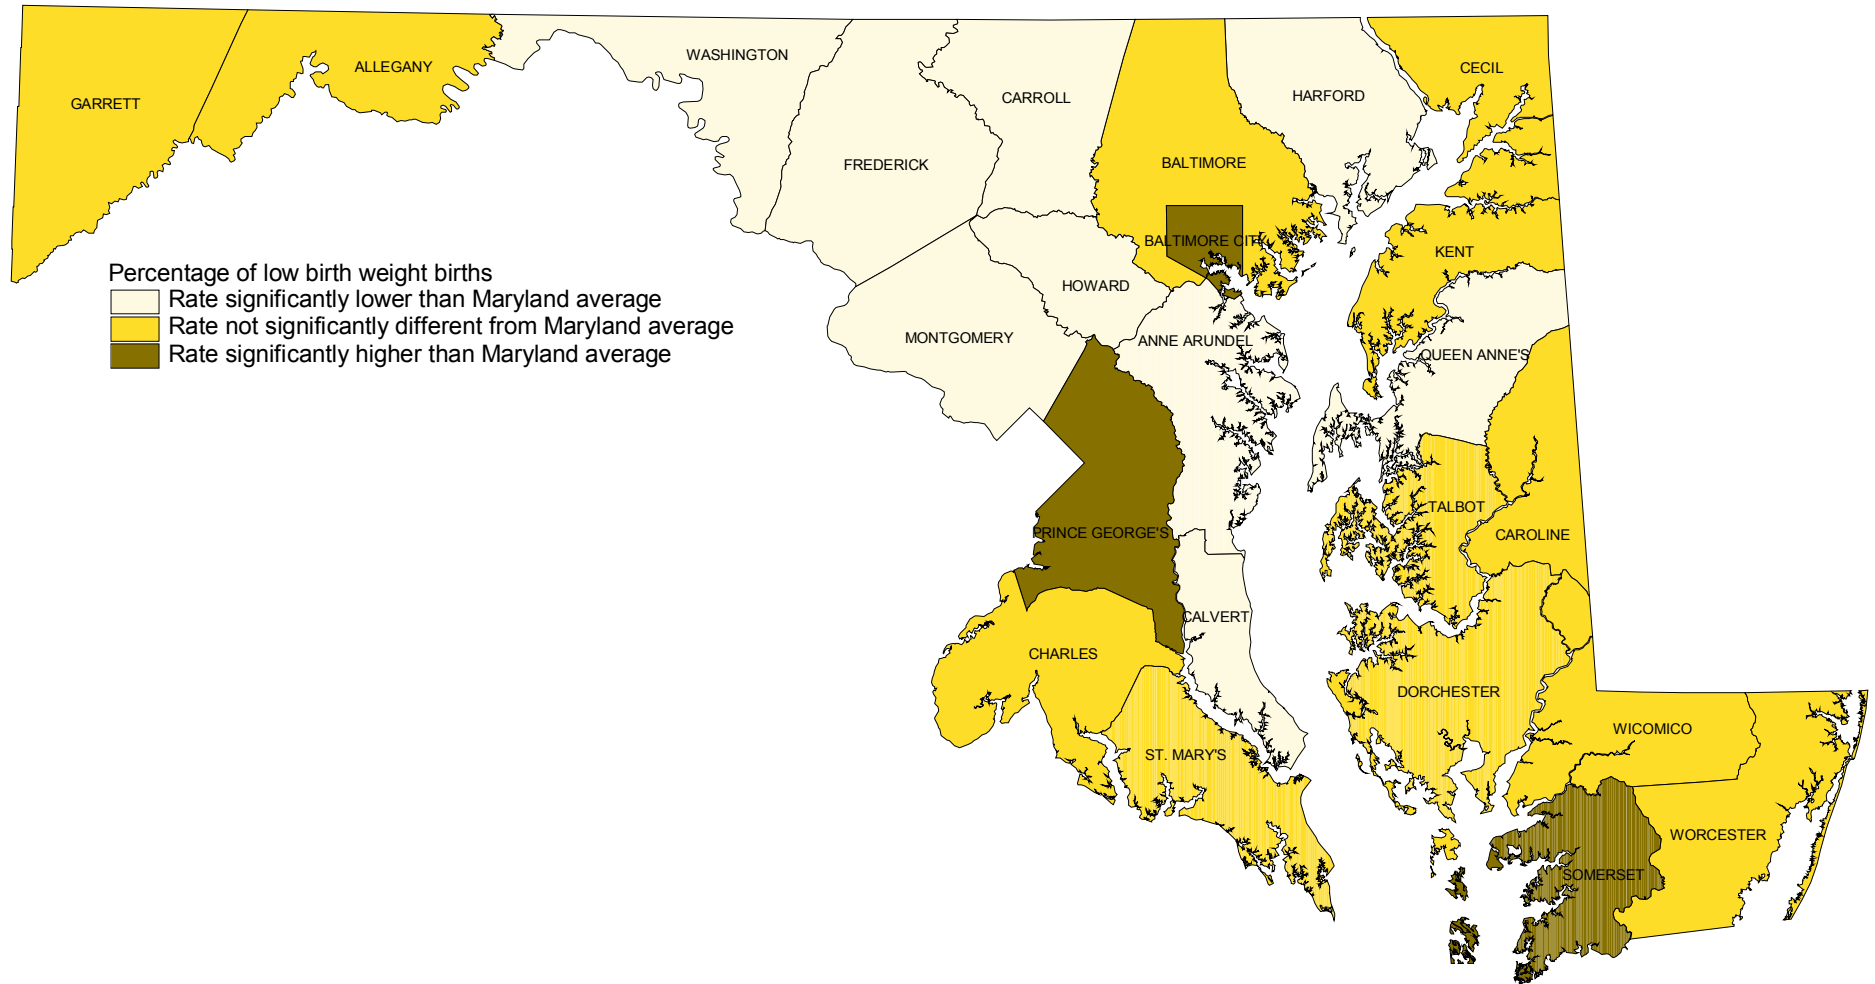 WASHINGTON
ALLEGANY
CECIL
GARRETT
CARROLL
HARFORD
FREDERICK
BALTIMORE
BALTIMORE CITY
KENT
Percentage of low birth weight births
Rate significantly lower than Maryland average
Rate not significantly different from Maryland average
Rate significantly higher than Maryland average
HOWARD
MONTGOMERY
ANNE ARUNDEL
QUEEN ANNE'S
TALBOT
PRINCE GEORGE'S
CAROLINE
CALVERT
CHARLES
DORCHESTER
WICOMICO
ST. MARY'S
WORCESTER
SOMERSET